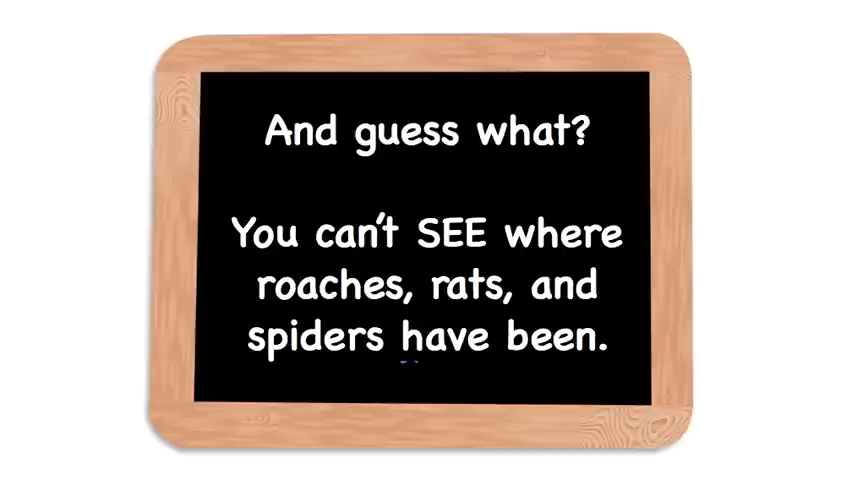 And guess what?
You can't SEE where
roaches, rats, and
spiders have been.